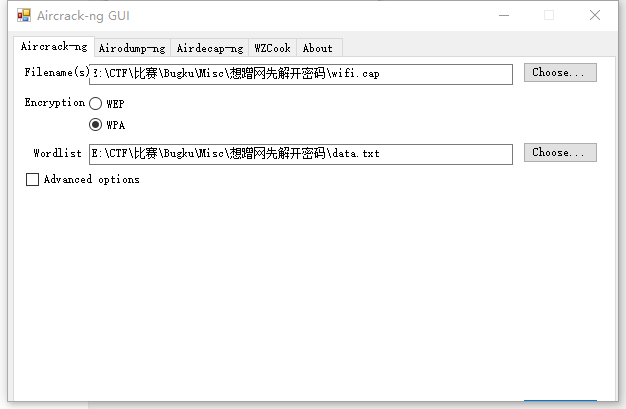 Aircrack-ng GUI
Aircrack-ng Airodump-ng Airdecap-ng WZCook About
Filename(s) E:\CTF\比赛\Bugku\Misc\想蹭网先解开密码\wifi.cap Choose...
Encryption WEP
WPA
Wordlist E:\CTF\比赛\Bugku\Misc\想蹭网先解开密码\data.txt Choose...
Advanced options